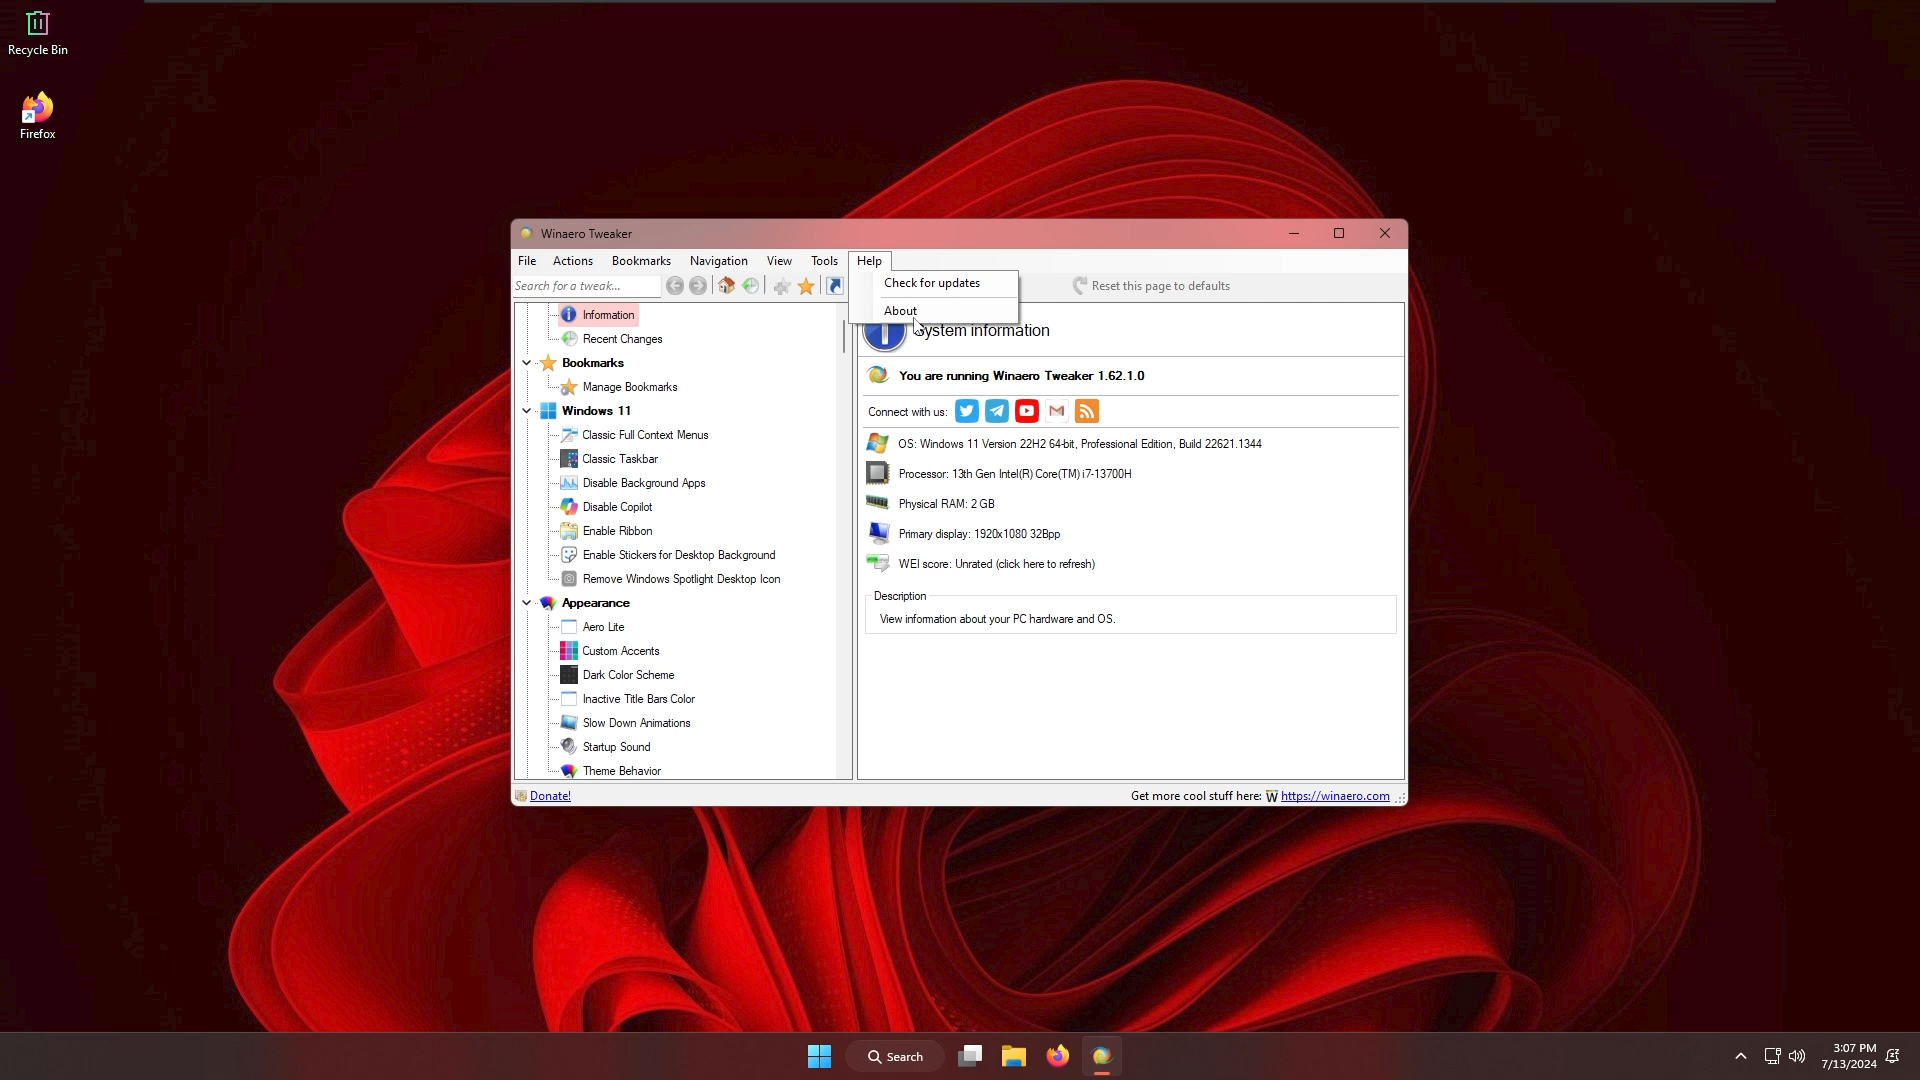 Recycle Bin
Firefox
Winaero Tweaker
File Actions Bookmarks Navigation View Tools Help
Search for a tweak...
Reset this page to defaults
Check for updates
About
Information
Recent Changes
Bookmarks
Manage Bookmarks
Windows 11
Classic Full Context Menus
Classic Taskbar
Disable Background Apps
Disable Copilot
Enable Ribbon
Enable Stickers for Desktop Background
Remove Windows Spotlight Desktop Icon
Appearance
Aero Lite
Custom Accents
Dark Color Scheme
Inactive Title Bars Color
Slow Down Animations
Startup Sound
Theme Behavior
System information
You are running Winaero Tweaker 1.62.1.0
Connect with us:
OS: Windows 11 Version 22H2 64-bit, Professional Edition, Build 22621.1344
Processor: 13th Gen Intel(R) Core(TM) i7-13700H
Physical RAM: 2 GB
Primary display: 1920x1080 32Bpp
WEI score: Unrated (click here to refresh)
Description
View information about your PC hardware and OS.
Donate!
Get more cool stuff here: W https://winaero.com
Search
3:07 PM
7/13/2024